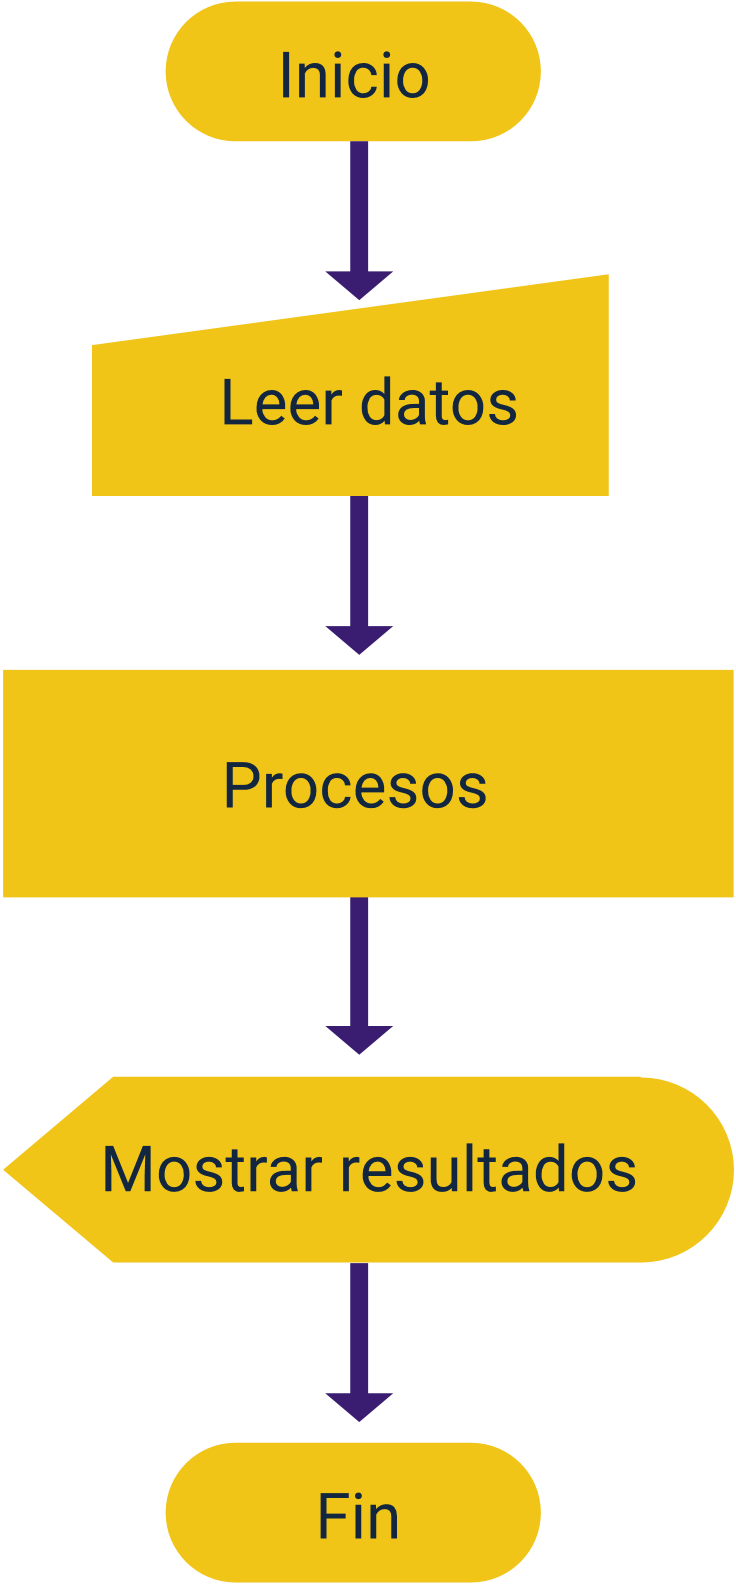 Inicio
Leer datos
Procesos
Mostrar resultados
Fin